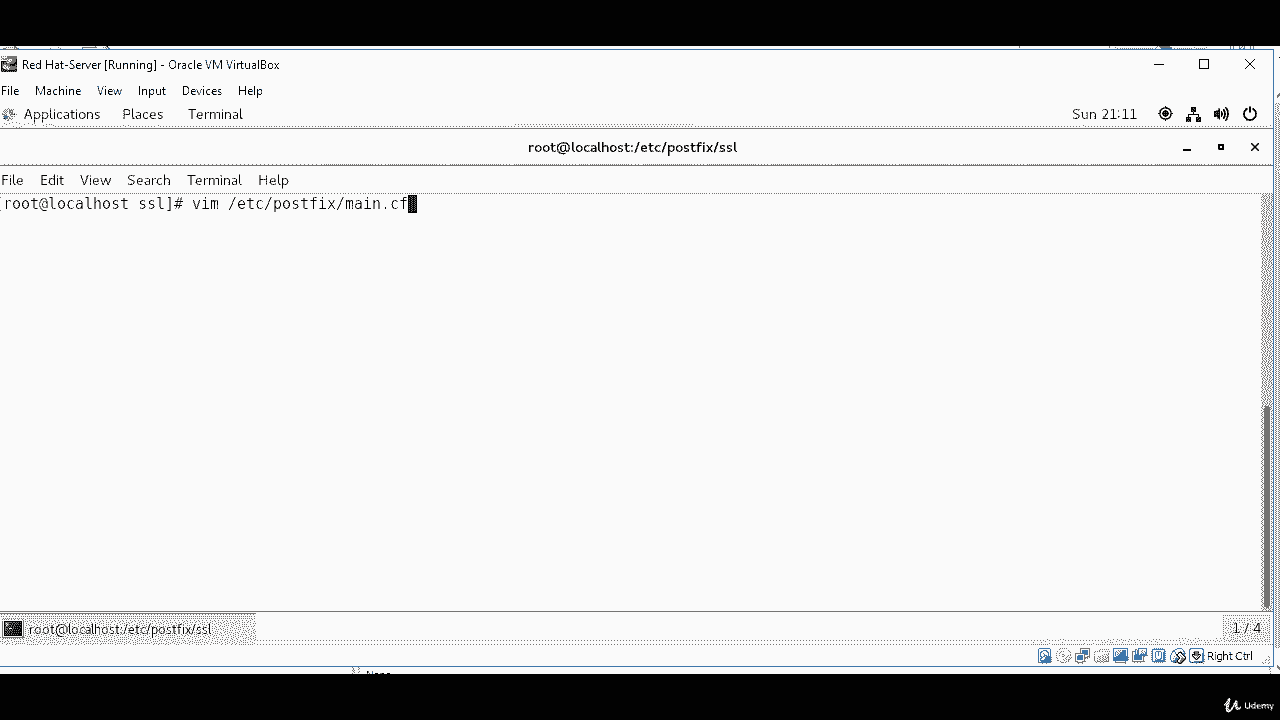 Red Hat-Server [Running] - Oracle VM VirtualBox
File Machine View Input Devices Help
Applications Places Terminal Sun 21:11
root@localhost:/etc/postfix/ssl
File Edit View Search Terminal Help
[root@localhost ssl]# vim /etc/postfix/main.cf
root@localhost:/etc/postfix/ssl 1 / 4
Right Ctrl
Udemy